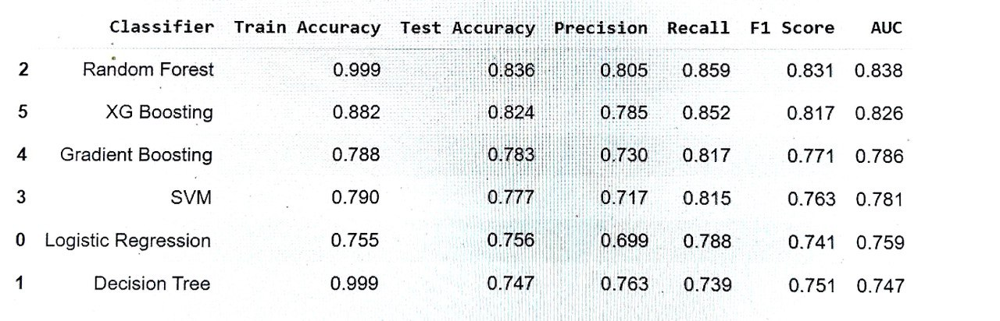 Classifier Train Accuracy Test Accuracy Precision Recall F1 Score AUC
2 Random Forest 0.999 0.836 0.805 0.859 0.831 0.838
5 XG Boosting 0.882 0.824 0.785 0.852 0.817 0.826
4 Gradient Boosting 0.788 0.783 0.730 0.817 0.771 0.786
3 SVM 0.790 0.777 0.717 0.815 0.763 0.781
0 Logistic Regression 0.755 0.756 0.699 0.788 0.741 0.759
1 Decision Tree 0.999 0.747 0.763 0.739 0.751 0.747